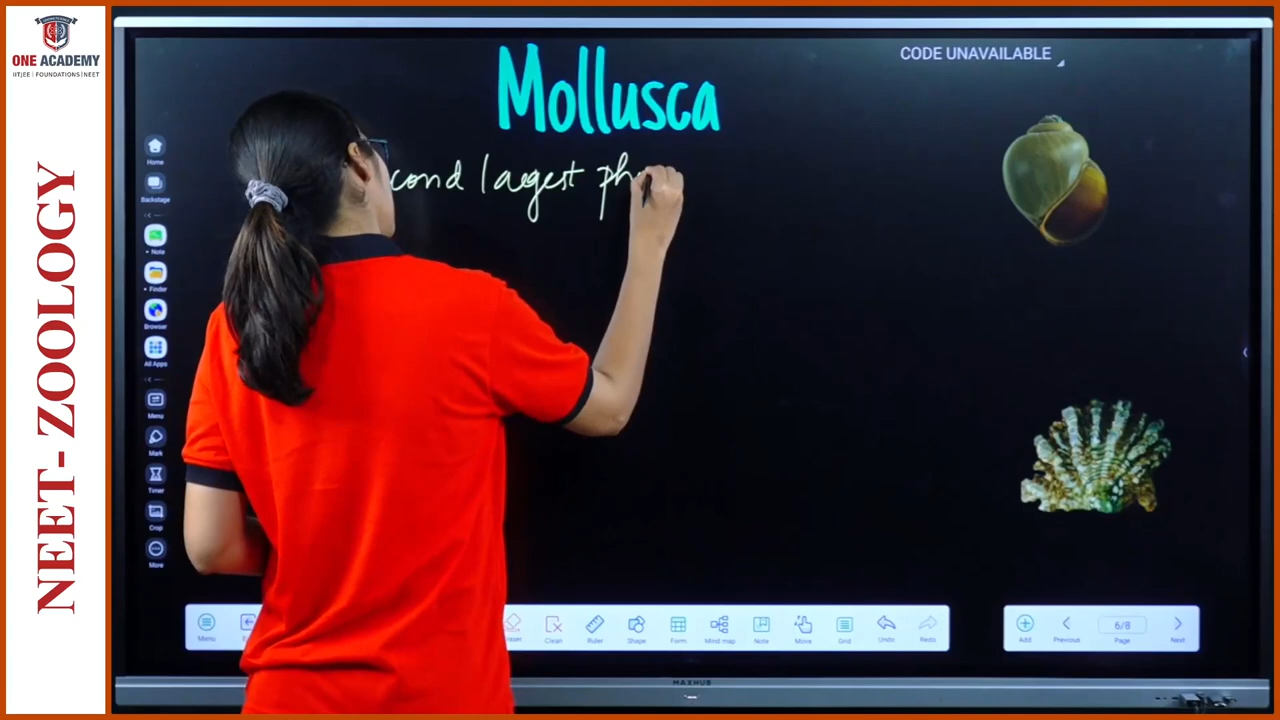 ONE ACADEMY
IITJEE | FOUNDATIONS | NEET
NEET-ZOOLOGY
Mollusca
CODE UNAVAILABLE
cond largest ph
Home
Backstage
Note
Finder
Browser
All Apps
Menu
Mark
Timer
Crop
More
Menu
Clean
Ruler
Shape
Form
Mind map
Note
Move
Grid
Undo
Redo
Add
Previous
6/8
Page
Next
MAXHUB